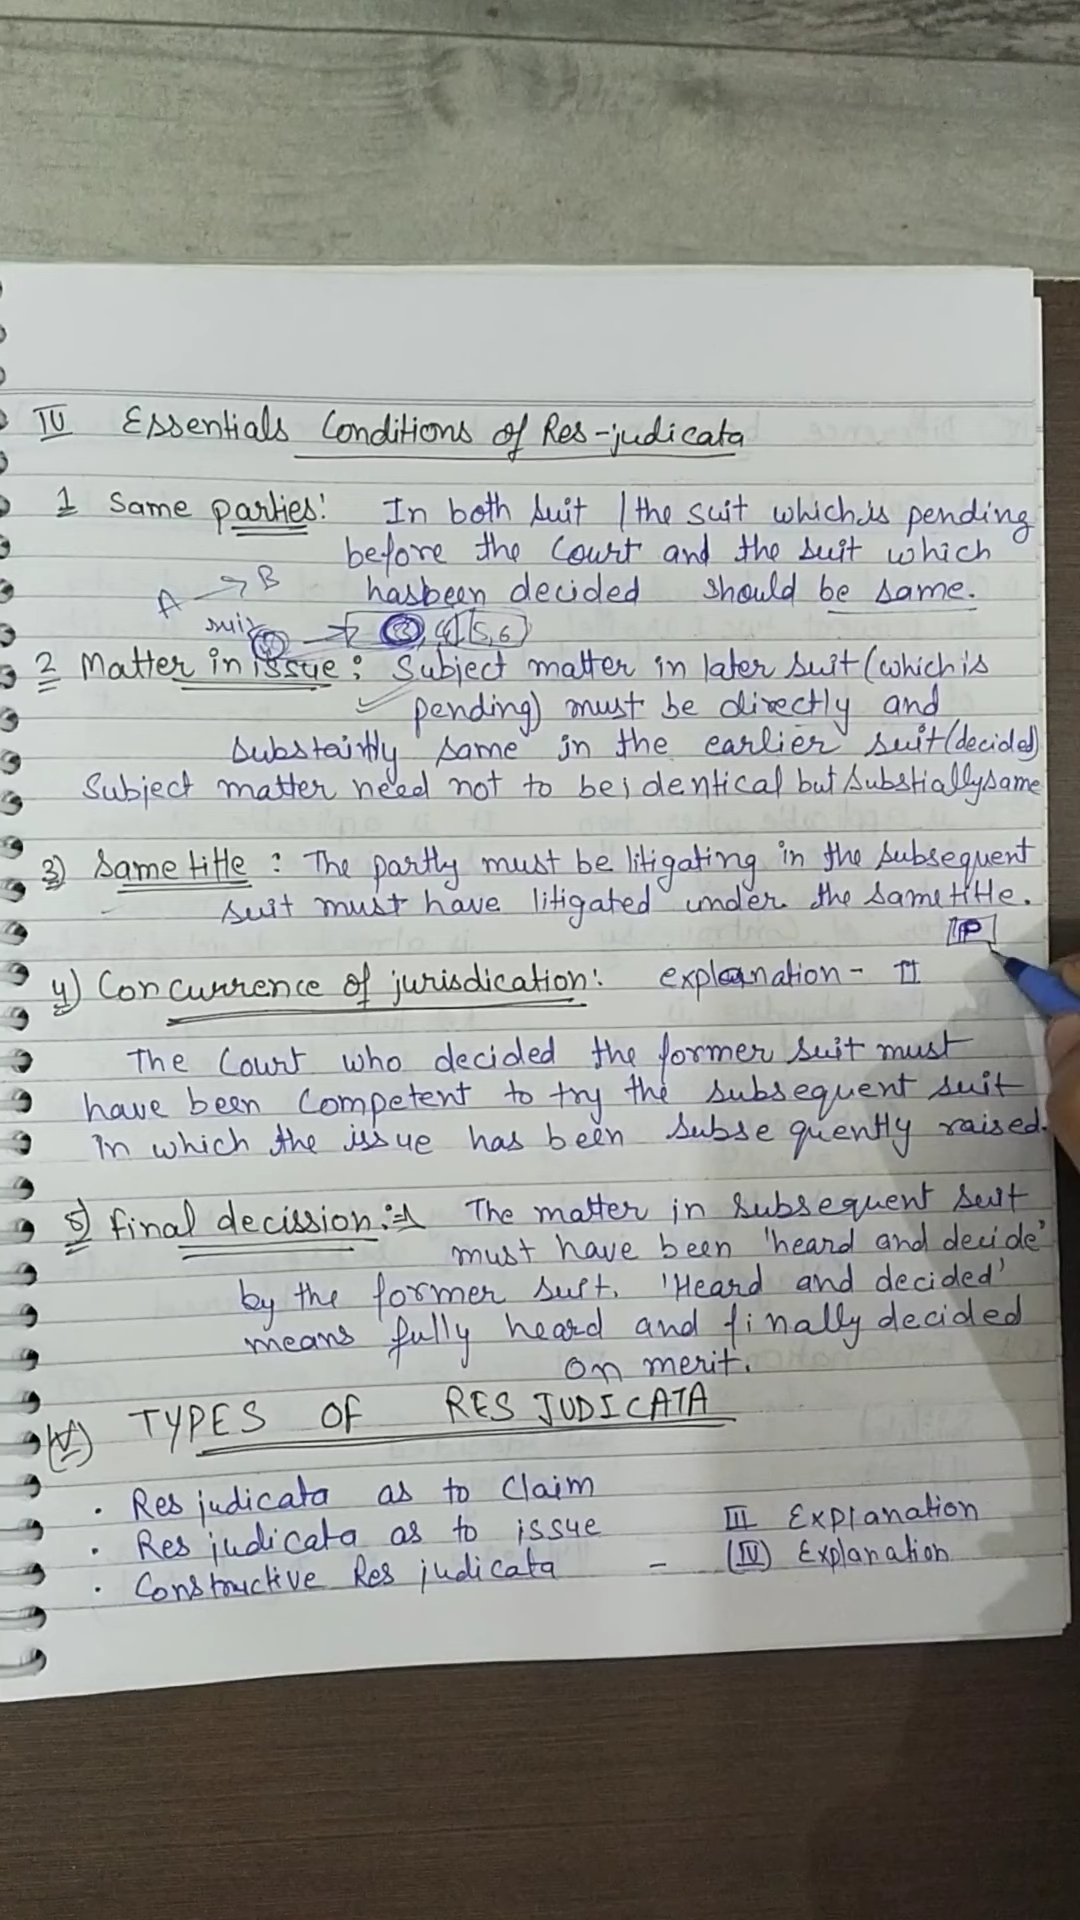 IV Essentials Conditions of Res-judicata
1 Same parties: In both suit / the suit which is pending
before the Court and the suit which
hasbeen decided should be same.
A → B
suit → 4 5, 6
2 Matter in issue: Subject matter in later suit (which is
pending) must be directly and
substaintly same in the earlier suit (decided)
Subject matter need not to be identical but substially same
3) Same title: The partly must be litigating in the subsequent
suit must have litigated under the same title.
P
4) Concurrence of jurisdication: explanation - II
The Court who decided the former suit must
have been Competent to try the subsequent suit
in which the issue has been subsequently raised.
5) final decission:⇒ The matter in subsequent suit
must have been 'heard and decide'
by the former suit. 'Heard and decided'
means fully heard and finally decided
on merit.
(V) TYPES OF RES JUDICATA
. Res judicata as to Claim
. Res judicata as to issue III Explanation
. Constructive Res judicata - (IV) Explanation